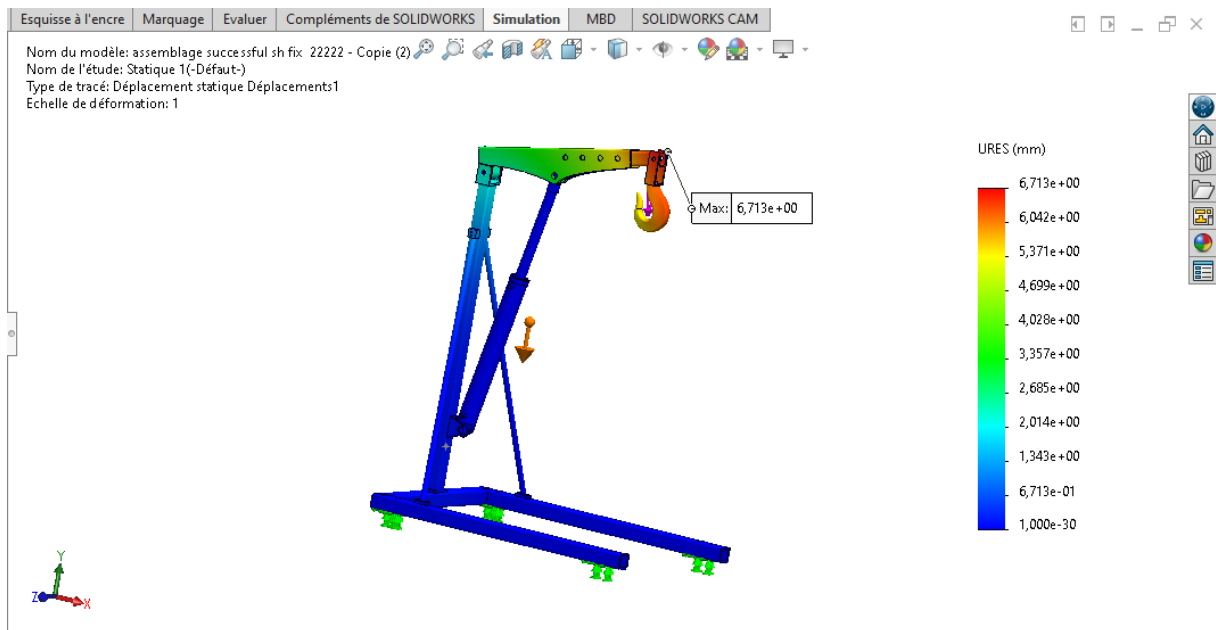 Esquisse à l'encre Marquage Evaluer Compléments de SOLIDWORKS Simulation MBD SOLIDWORKS CAM
Nom du modèle: assemblage successful sh fix 22222 - Copie (2)
Nom de l'étude: Statique 1(-Défaut-)
Type de tracé: Déplacement statique Déplacements1
Echelle de déformation: 1
URES (mm)
6,713e+00
6,042e+00
5,371e+00
4,699e+00
4,028e+00
3,357e+00
2,685e+00
2,014e+00
1,343e+00
6,713e-01
1,000e-30
Max: 6,713e+00
Y
Z
X